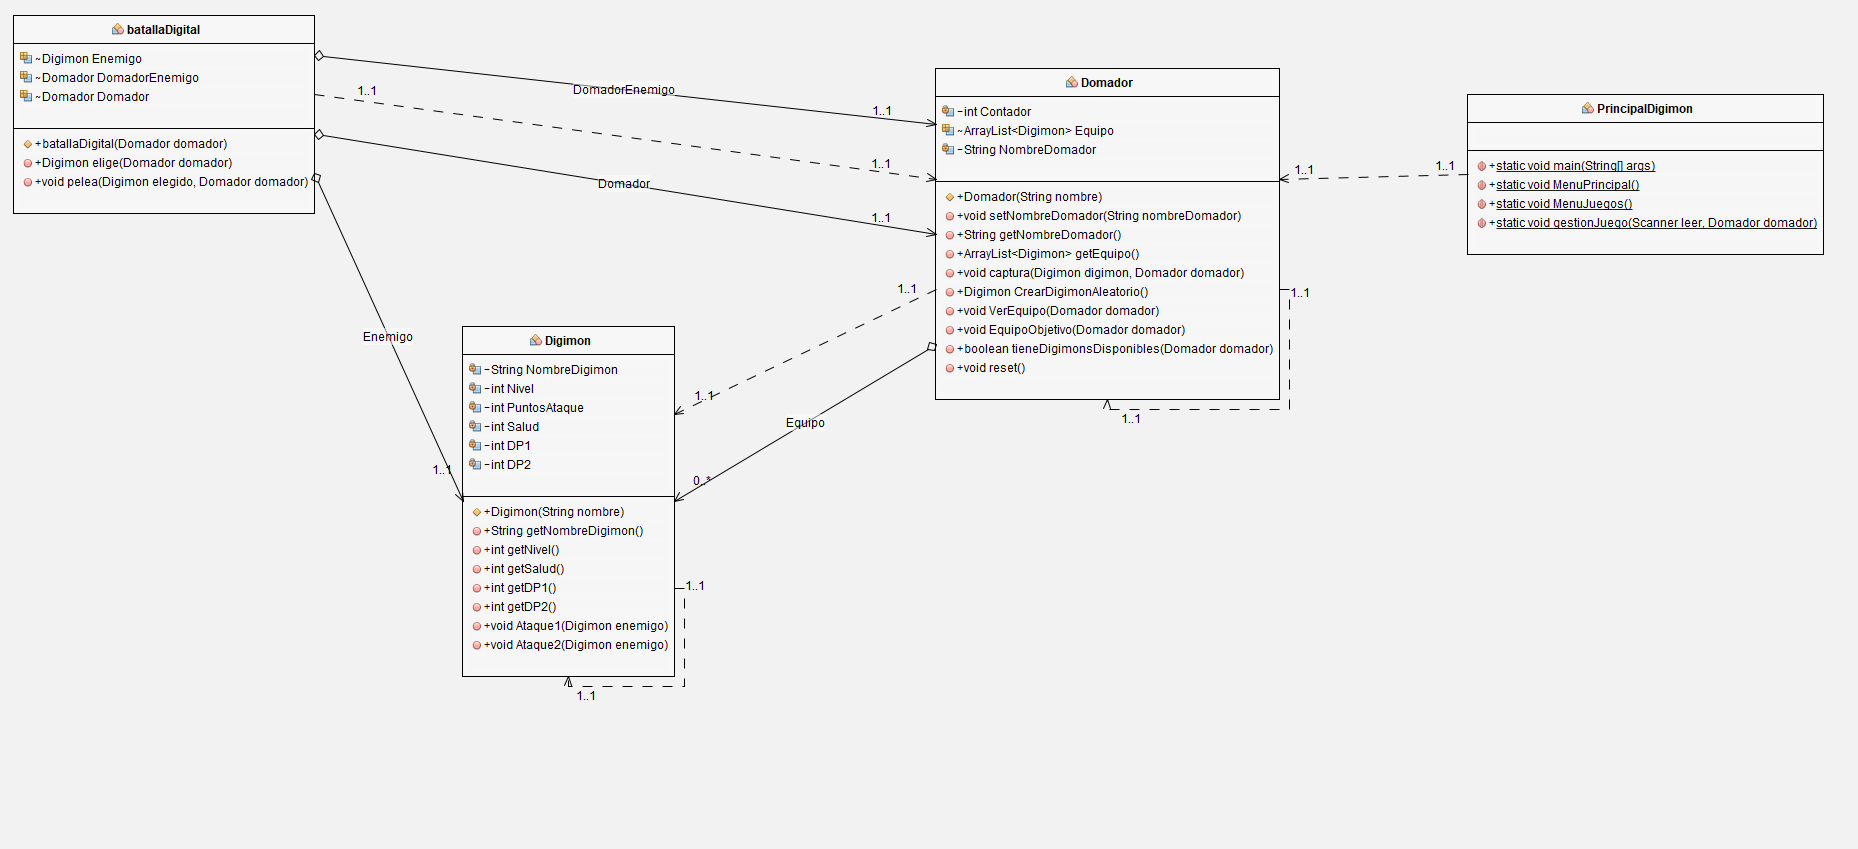 batallaDigital
~Digimon Enemigo
~Domador DomadorEnemigo
~Domador Domador
+batallaDigital(Domador domador)
+Digimon elige(Domador domador)
+void pelea(Digimon elegido, Domador domador)
DomadorEnemigo
1..1
1..1
1..1
Domador
1..1
Enemigo
1..1
Domador
-int Contador
~ArrayList<Digimon> Equipo
-String NombreDomador
+Domador(String nombre)
+void setNombreDomador(String nombreDomador)
+String getNombreDomador()
+ArrayList<Digimon> getEquipo()
+void captura(Digimon digimon, Domador domador)
+Digimon CrearDigimonAleatorio()
+void VerEquipo(Domador domador)
+void EquipoObjetivo(Domador domador)
+boolean tieneDigimonsDisponibles(Domador domador)
+void reset()
1..1
1..1
1..1
1..1
PrincipalDigimon
+static void main(String[] args)
+static void MenuPrincipal()
+static void MenuJuegos()
+static void gestionJuego(Scanner leer, Domador domador)
1..1
1..1
Equipo
0..*
Digimon
-String NombreDigimon
-int Nivel
-int PuntosAtaque
-int Salud
-int DP1
-int DP2
+Digimon(String nombre)
+String getNombreDigimon()
+int getNivel()
+int getSalud()
+int getDP1()
+int getDP2()
+void Ataque1(Digimon enemigo)
+void Ataque2(Digimon enemigo)
1..1
1..1